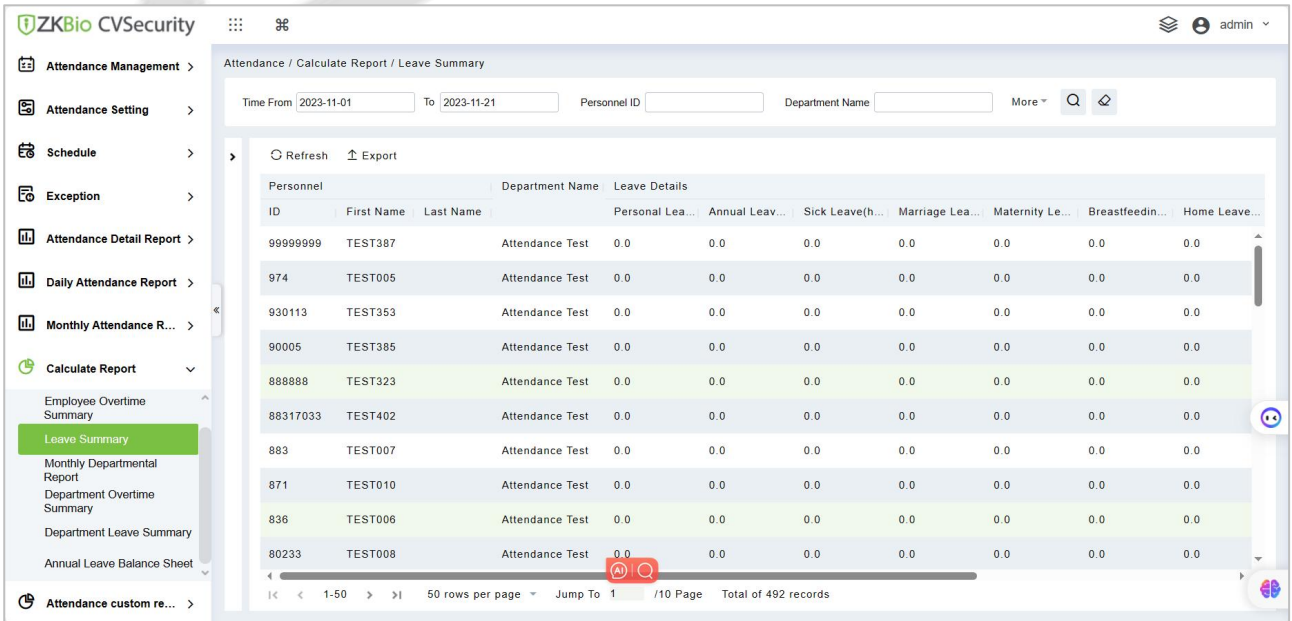 ZKBio CVSecurity
admin
Attendance Management
Attendance Setting
Schedule
Exception
Attendance Detail Report
Daily Attendance Report
Monthly Attendance R...
Calculate Report
Employee Overtime
Summary
Leave Summary
Monthly Departmental
Report
Department Overtime
Summary
Department Leave Summary
Annual Leave Balance Sheet
Attendance custom re...
Attendance / Calculate Report / Leave Summary
Time From 2023-11-01 To 2023-11-21 Personnel ID Department Name More
Refresh Export
Personnel Department Name Leave Details
ID First Name Last Name Personal Lea... Annual Leav... Sick Leave(h... Marriage Lea... Maternity Le... Breastfeedin... Home Leave...
99999999 TEST387 Attendance Test 0.0 0.0 0.0 0.0 0.0 0.0 0.0
974 TEST005 Attendance Test 0.0 0.0 0.0 0.0 0.0 0.0 0.0
930113 TEST353 Attendance Test 0.0 0.0 0.0 0.0 0.0 0.0 0.0
90005 TEST385 Attendance Test 0.0 0.0 0.0 0.0 0.0 0.0 0.0
888888 TEST323 Attendance Test 0.0 0.0 0.0 0.0 0.0 0.0 0.0
88317033 TEST402 Attendance Test 0.0 0.0 0.0 0.0 0.0 0.0 0.0
883 TEST007 Attendance Test 0.0 0.0 0.0 0.0 0.0 0.0 0.0
871 TEST010 Attendance Test 0.0 0.0 0.0 0.0 0.0 0.0 0.0
836 TEST006 Attendance Test 0.0 0.0 0.0 0.0 0.0 0.0 0.0
80233 TEST008 Attendance Test 0.0 0.0 0.0 0.0 0.0 0.0 0.0
AI
1-50 50 rows per page Jump To 1 /10 Page Total of 492 records